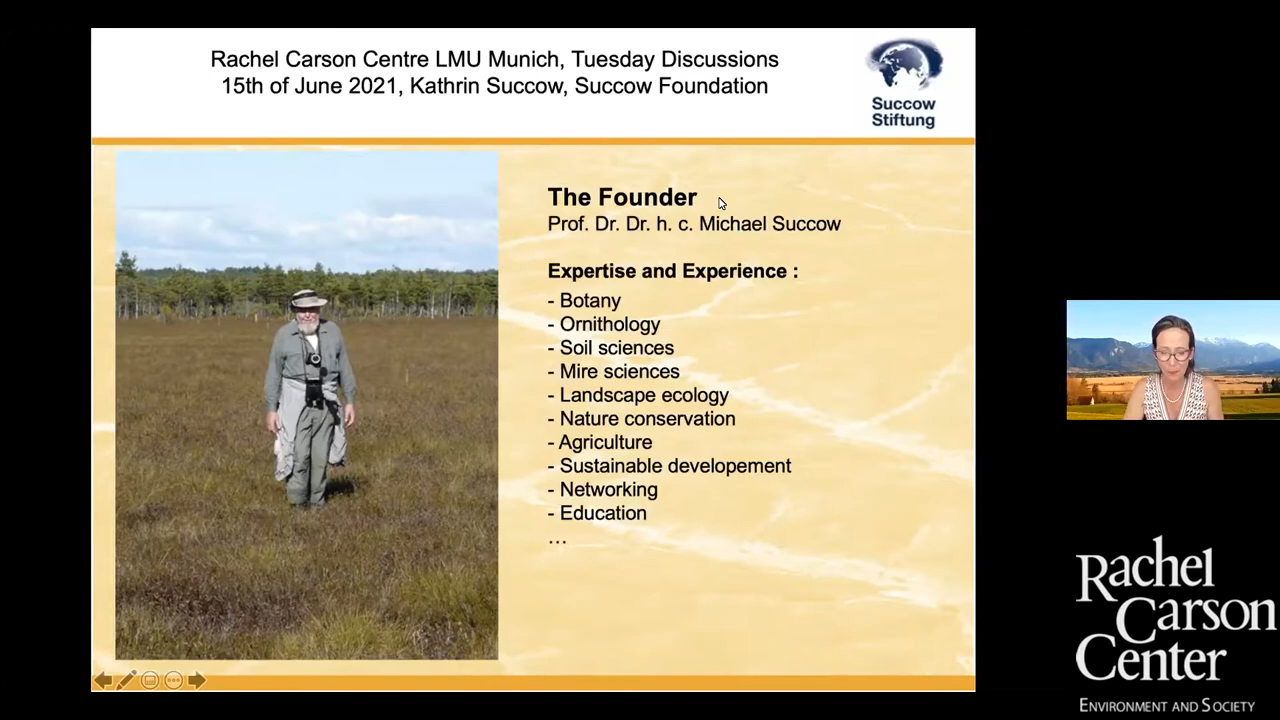 Rachel Carson Centre LMU Munich, Tuesday Discussions
15th of June 2021, Kathrin Succow, Succow Foundation
Succow
Stiftung
The Founder
Prof. Dr. Dr. h. c. Michael Succow
Expertise and Experience :
- Botany
- Ornithology
- Soil sciences
- Mire sciences
- Landscape ecology
- Nature conservation
- Agriculture
- Sustainable developement
- Networking
- Education
...
Rachel
Carson
Center
ENVIRONMENT AND SOCIETY